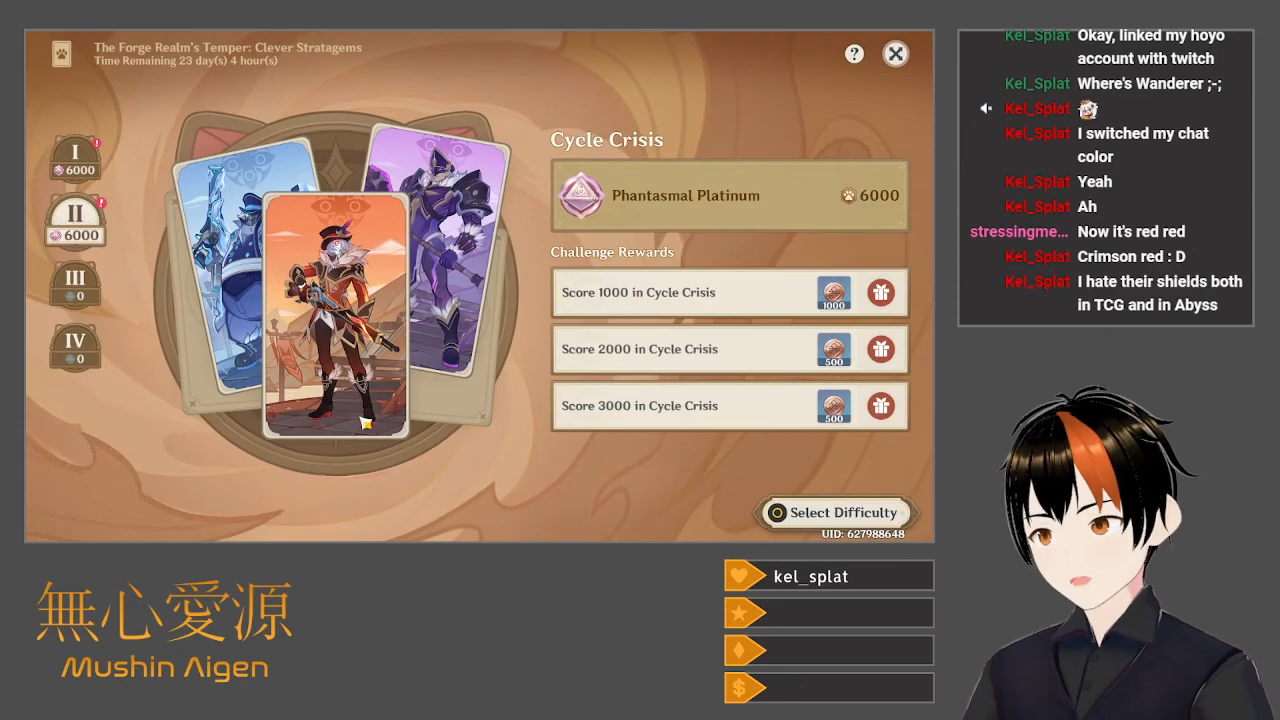 The Forge Realm's Temper: Clever Stratagems
Time Remaining 23 day(s) 4 hour(s)
?
I
6000
II
6000
III
0
IV
0
Cycle Crisis
Phantasmal Platinum
6000
Challenge Rewards
Score 1000 in Cycle Crisis
1000
Score 2000 in Cycle Crisis
500
Score 3000 in Cycle Crisis
500
Select Difficulty
UID: 627988648
Kel_Splat Okay, linked my hoyo
account with twitch
Kel_Splat Where's Wanderer ;-;
Kel_Splat
Kel_Splat I switched my chat
color
Kel_Splat Yeah
Kel_Splat Ah
stressingme... Now it's red red
Kel_Splat Crimson red : D
Kel_Splat I hate their shields both
in TCG and in Abyss
kel_splat
$
無心愛源
Mushin Aigen